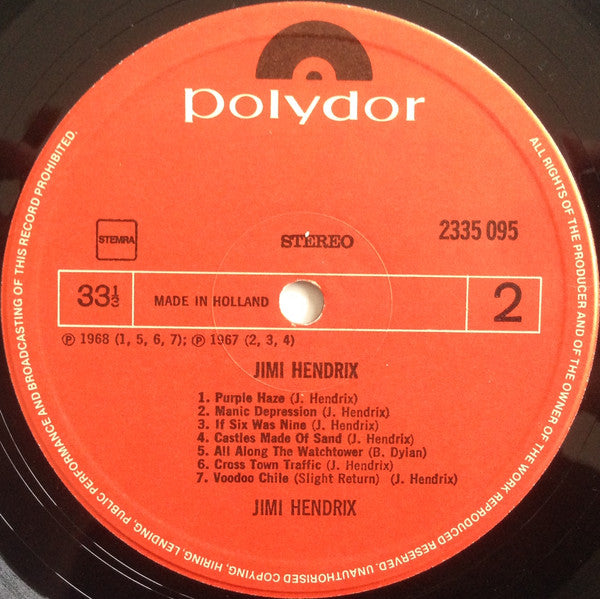 polydor
STEMRA
STEREO
2335 095
33⅓
MADE IN HOLLAND
2
℗ 1968 (1, 5, 6, 7); ℗ 1967 (2, 3, 4)
JIMI HENDRIX
1. Purple Haze (J. Hendrix)
2. Manic Depression (J. Hendrix)
3. If Six Was Nine (J. Hendrix)
4. Castles Made Of Sand (J. Hendrix)
5. All Along The Watchtower (B. Dylan)
6. Cross Town Traffic (J. Hendrix)
7. Voodoo Chile (Slight Return) (J. Hendrix)
JIMI HENDRIX
ALL RIGHTS OF THE PRODUCER AND OF THE OWNER OF THE WORK REPRODUCED RESERVED. UNAUTHORISED COPYING, HIRING, LENDING, PUBLIC PERFORMANCE AND BROADCASTING OF THIS RECORD PROHIBITED.